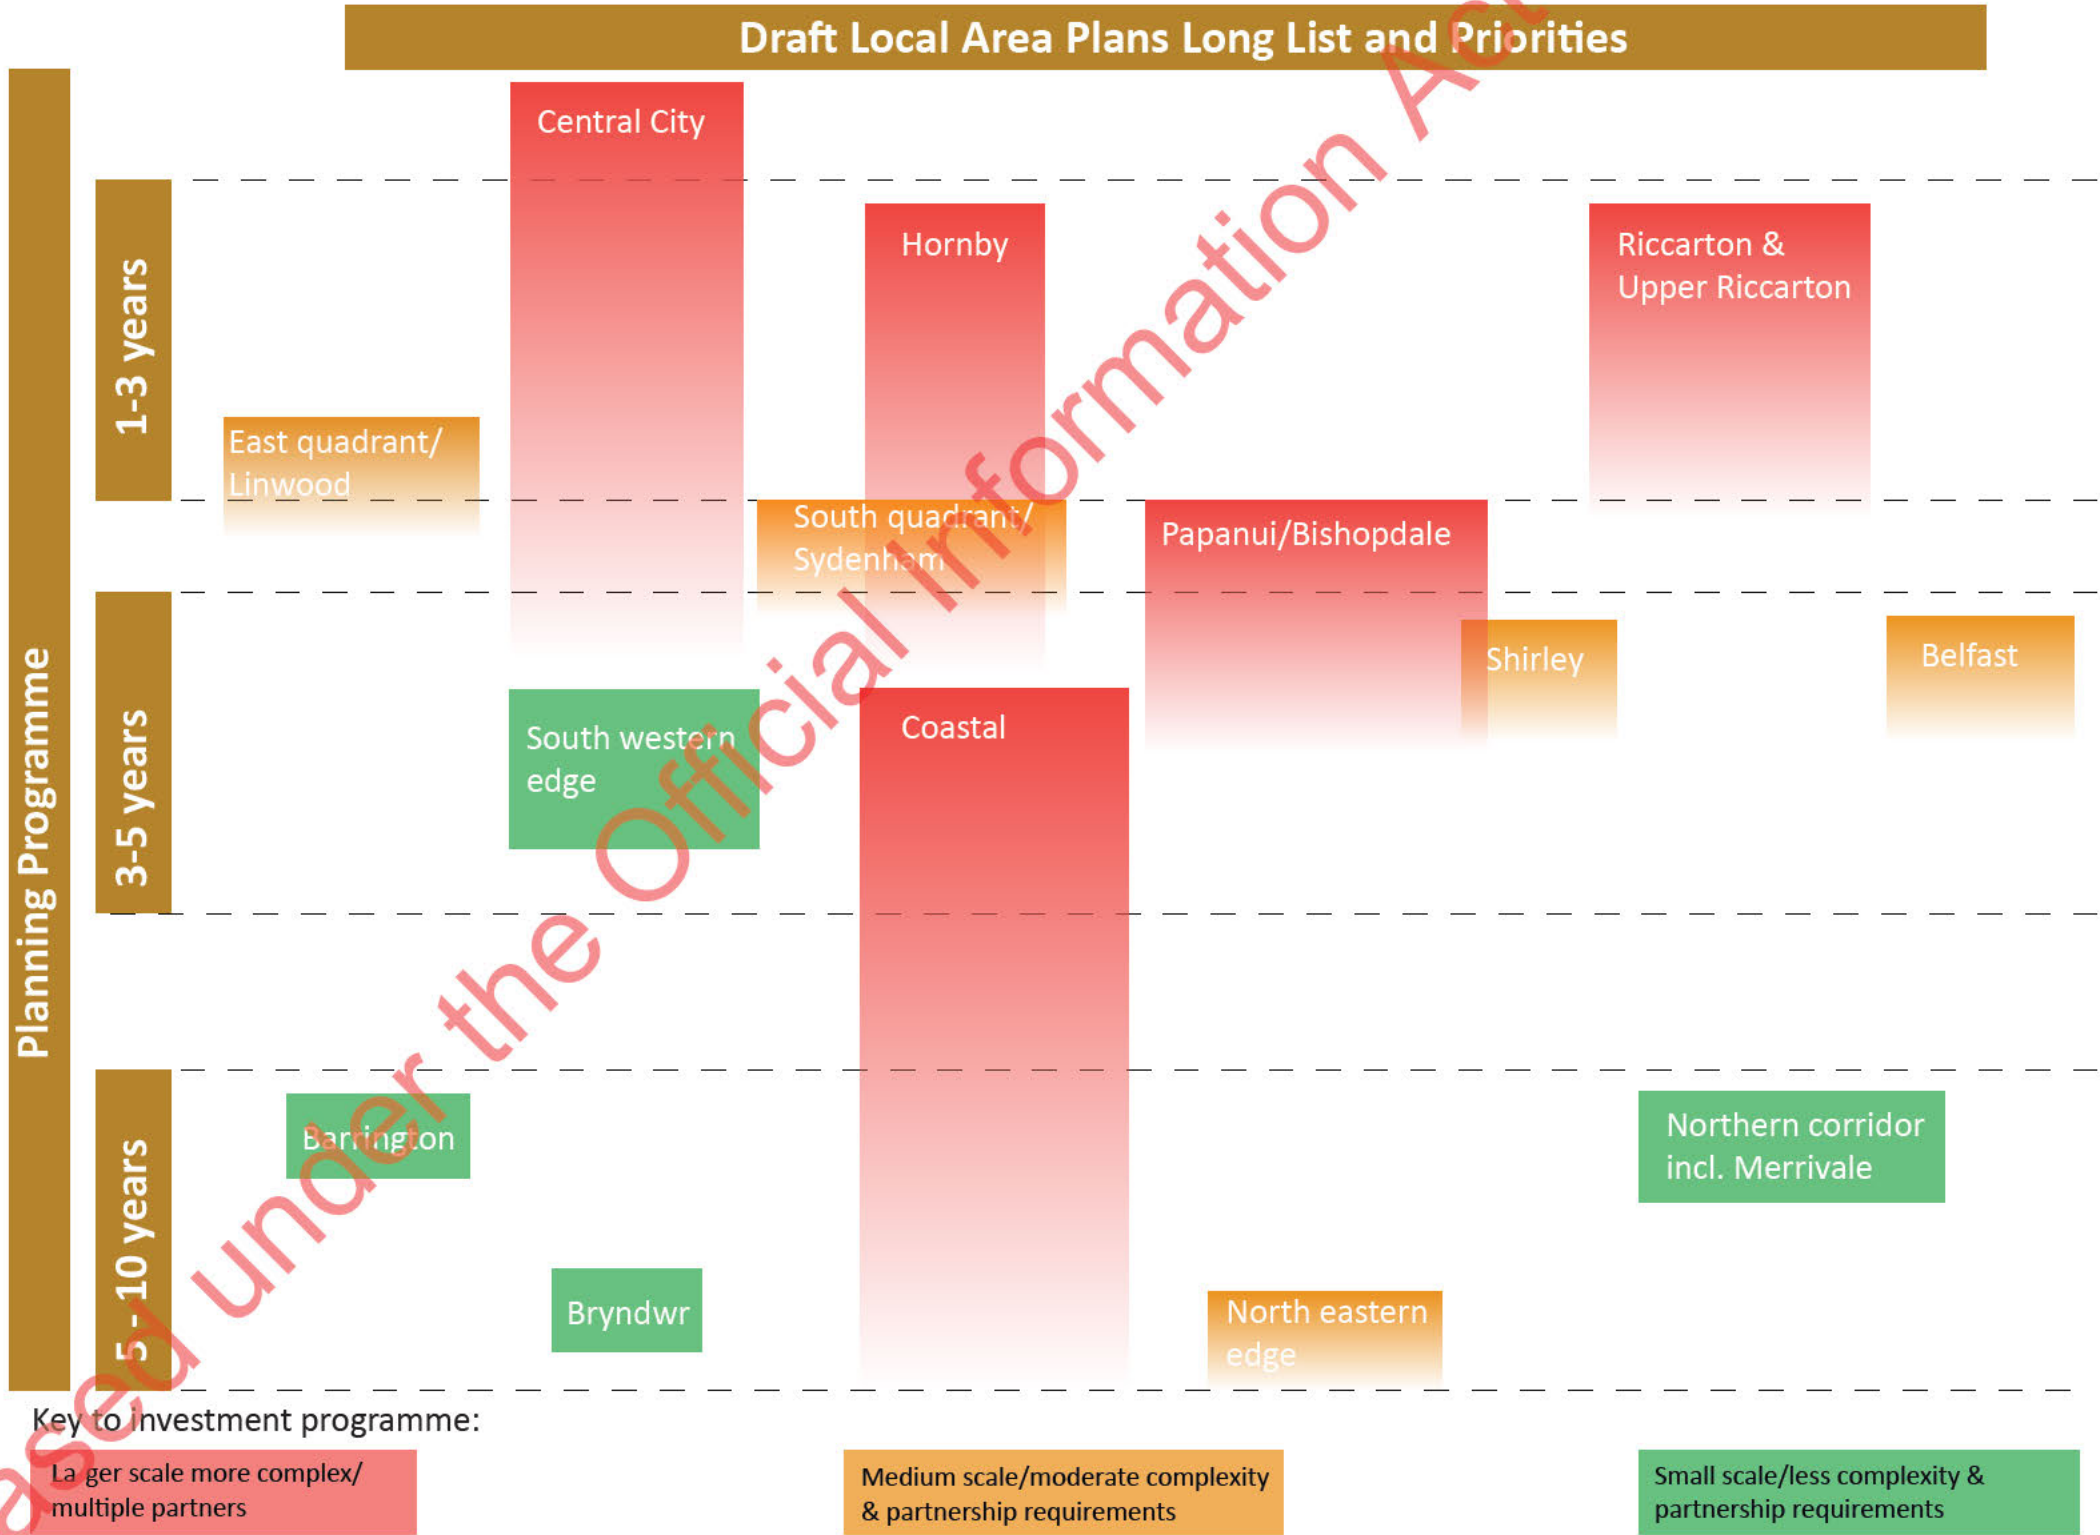 Draft Local Area Plans Long List and Priorities
Planning Programme
1-3 years
3-5 years
5 - 10 years
Central City
Hornby
Riccarton &
Upper Riccarton
East quadrant/
Linwood
South quadrant/
Sydenham
Papanui/Bishopdale
Shirley
Belfast
South western
edge
Coastal
Barrington
Northern corridor
incl. Merrivale
Bryndwr
North eastern
edge
Key to investment programme:
Larger scale more complex/
multiple partners
Medium scale/moderate complexity
& partnership requirements
Small scale/less complexity &
partnership requirements
ased under the Official Information Act